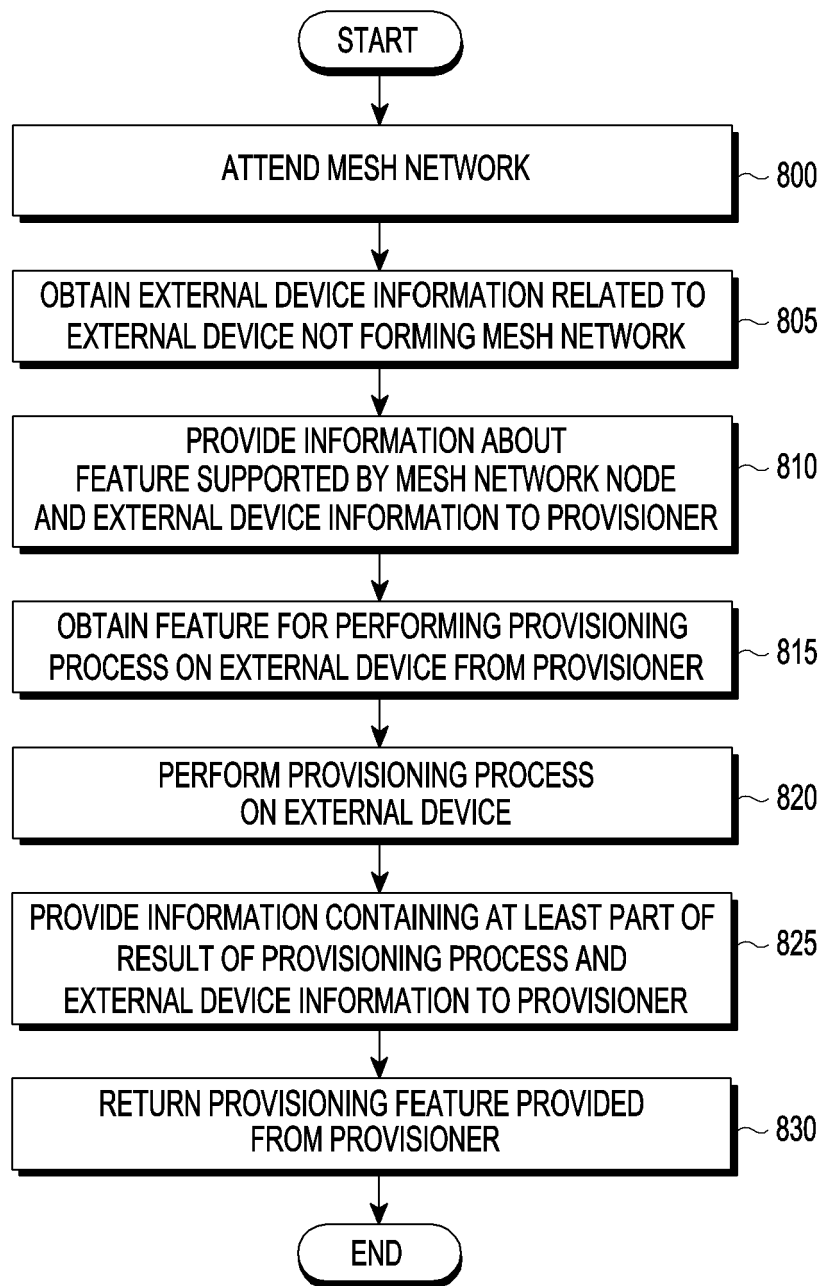 START
ATTEND MESH NETWORK
800
OBTAIN EXTERNAL DEVICE INFORMATION RELATED TO
EXTERNAL DEVICE NOT FORMING MESH NETWORK
805
PROVIDE INFORMATION ABOUT
FEATURE SUPPORTED BY MESH NETWORK NODE
AND EXTERNAL DEVICE INFORMATION TO PROVISIONER
810
OBTAIN FEATURE FOR PERFORMING PROVISIONING
PROCESS ON EXTERNAL DEVICE FROM PROVISIONER
815
PERFORM PROVISIONING PROCESS
ON EXTERNAL DEVICE
820
PROVIDE INFORMATION CONTAINING AT LEAST PART OF
RESULT OF PROVISIONING PROCESS AND
EXTERNAL DEVICE INFORMATION TO PROVISIONER
825
RETURN PROVISIONING FEATURE PROVIDED
FROM PROVISIONER
830
END